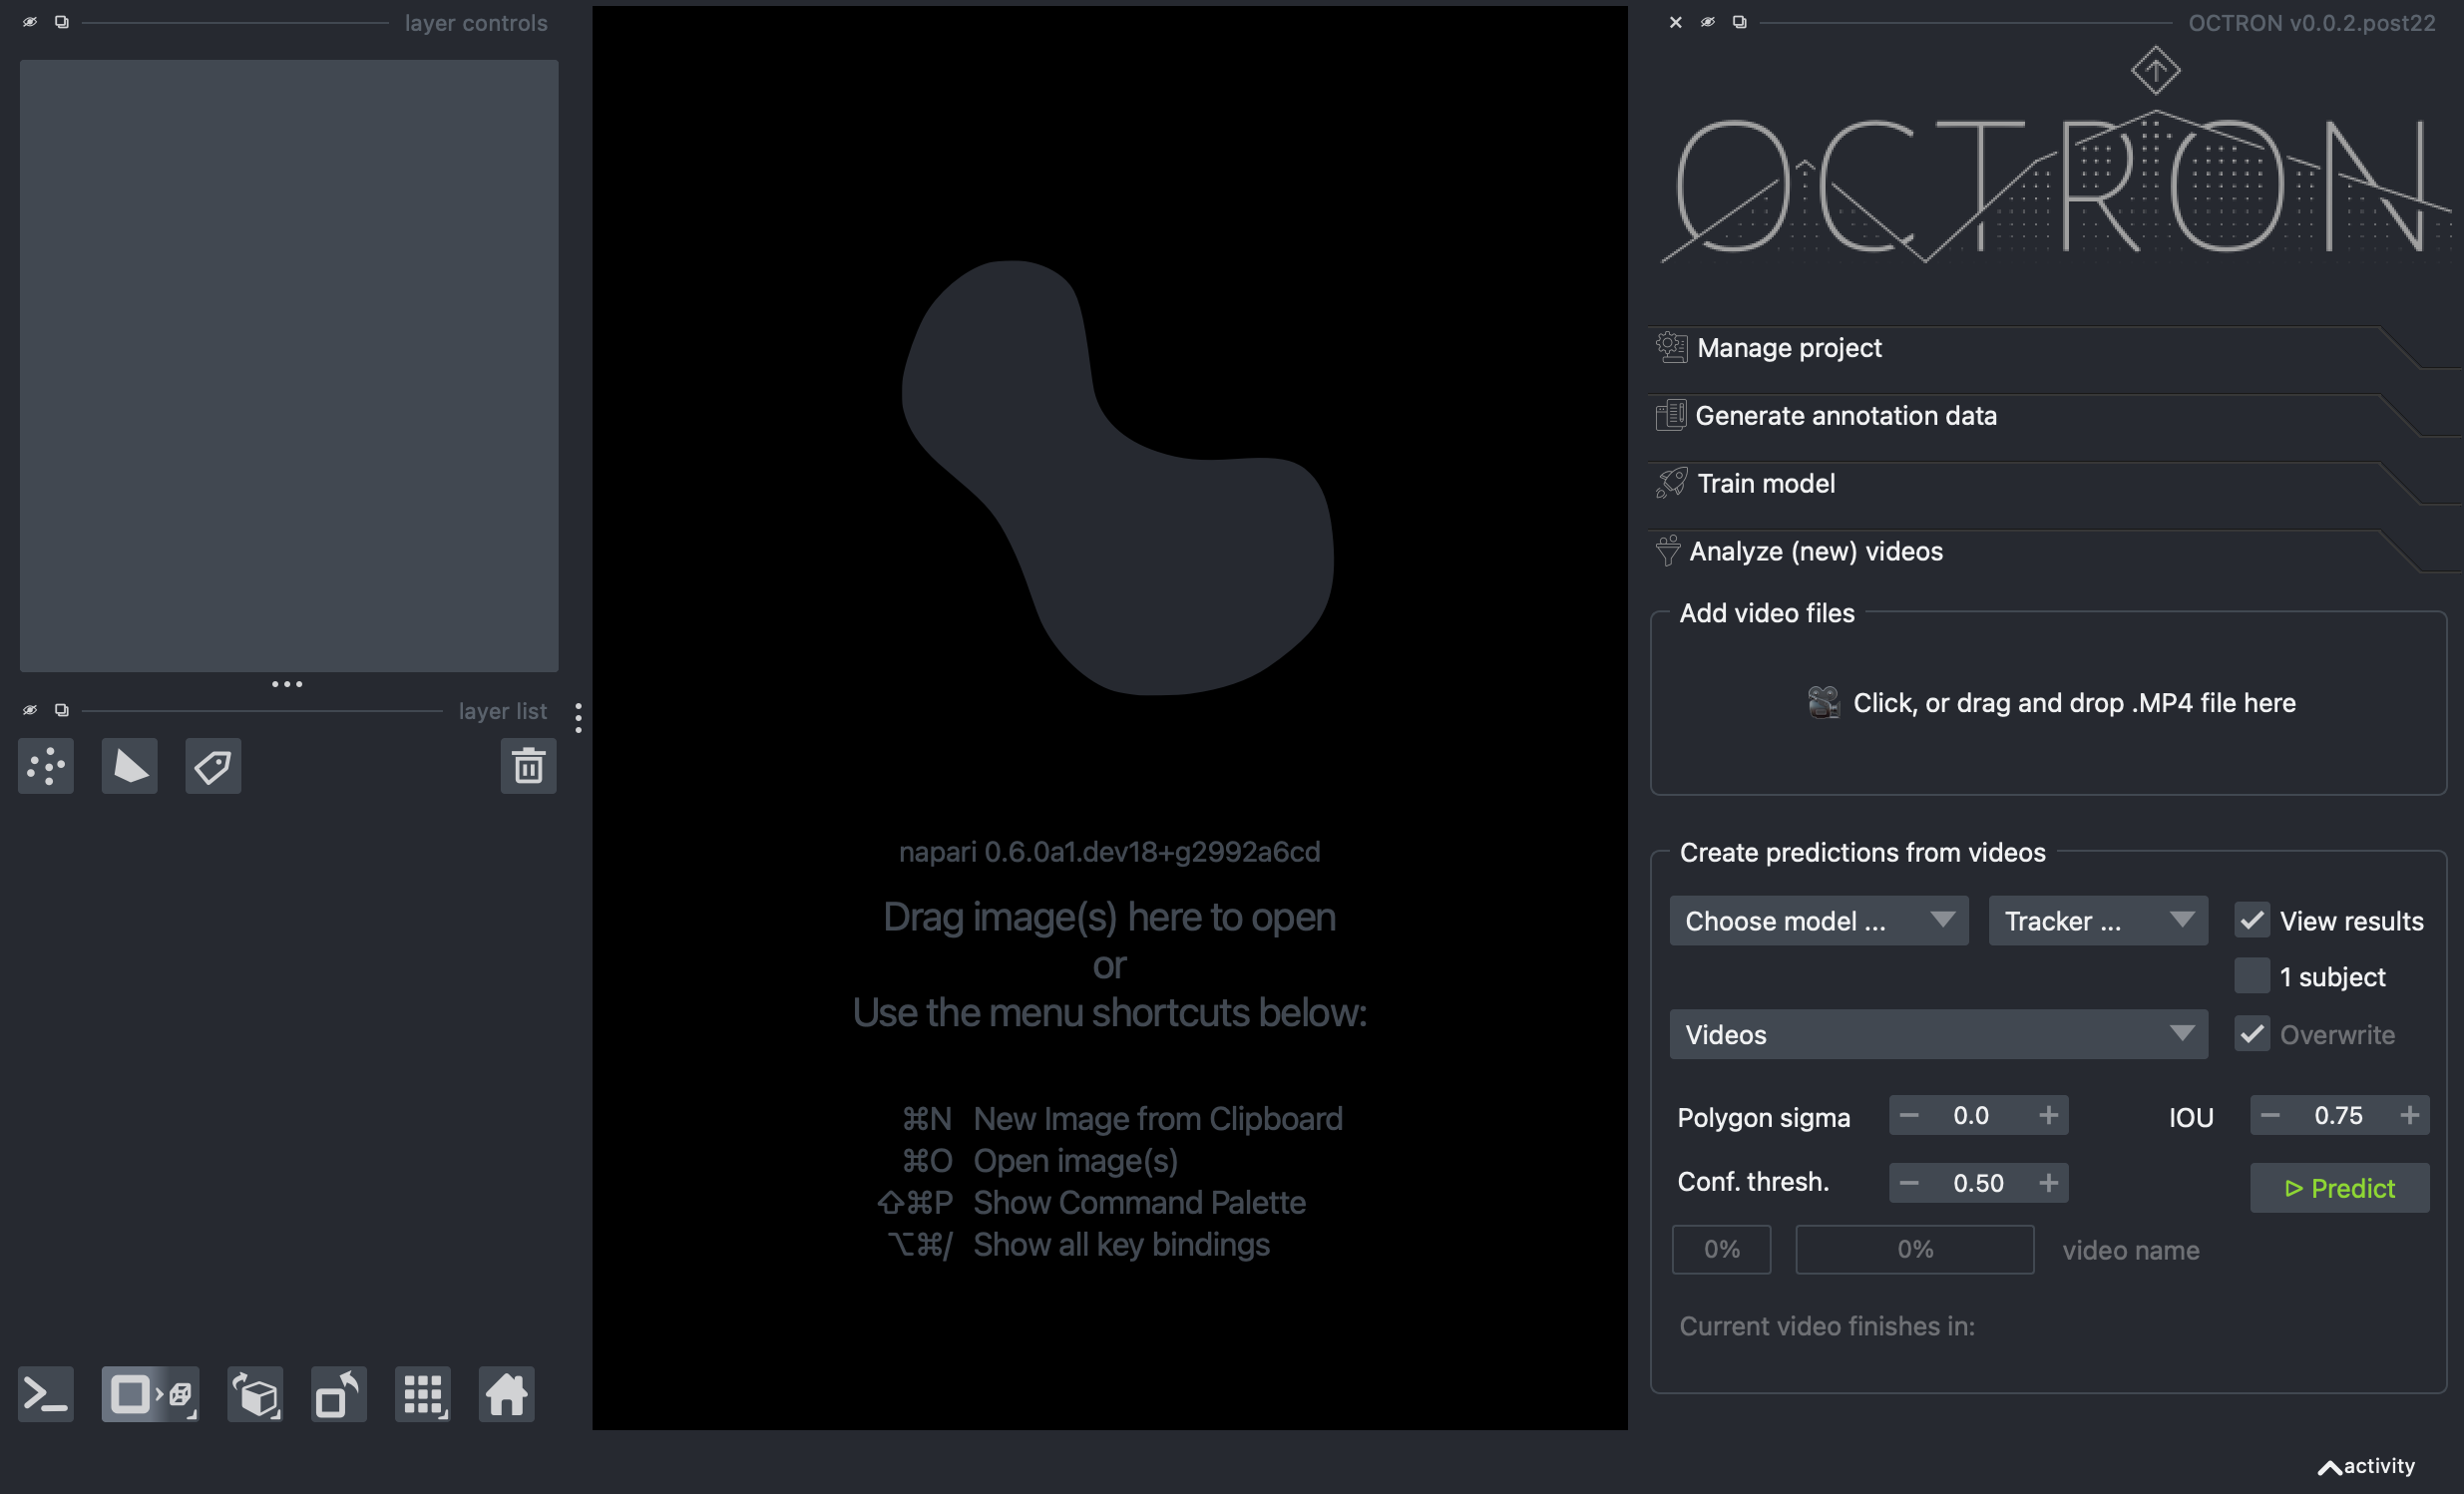 layer controls
layer list
napari 0.6.0a1.dev18+g2992a6cd
Drag image(s) here to open
or
Use the menu shortcuts below:
⌘N New Image from Clipboard
⌘O Open image(s)
⇧⌘P Show Command Palette
⌥⌘/ Show all key bindings
OCTRON v0.0.2.post22
OCTRON
Manage project
Generate annotation data
Train model
Analyze (new) videos
Add video files
Click, or drag and drop .MP4 file here
Create predictions from videos
Choose model ... Tracker ... View results
1 subject
Videos Overwrite
Polygon sigma 0.0 IOU 0.75
Conf. thresh. 0.50 Predict
0% 0% video name
Current video finishes in:
activity